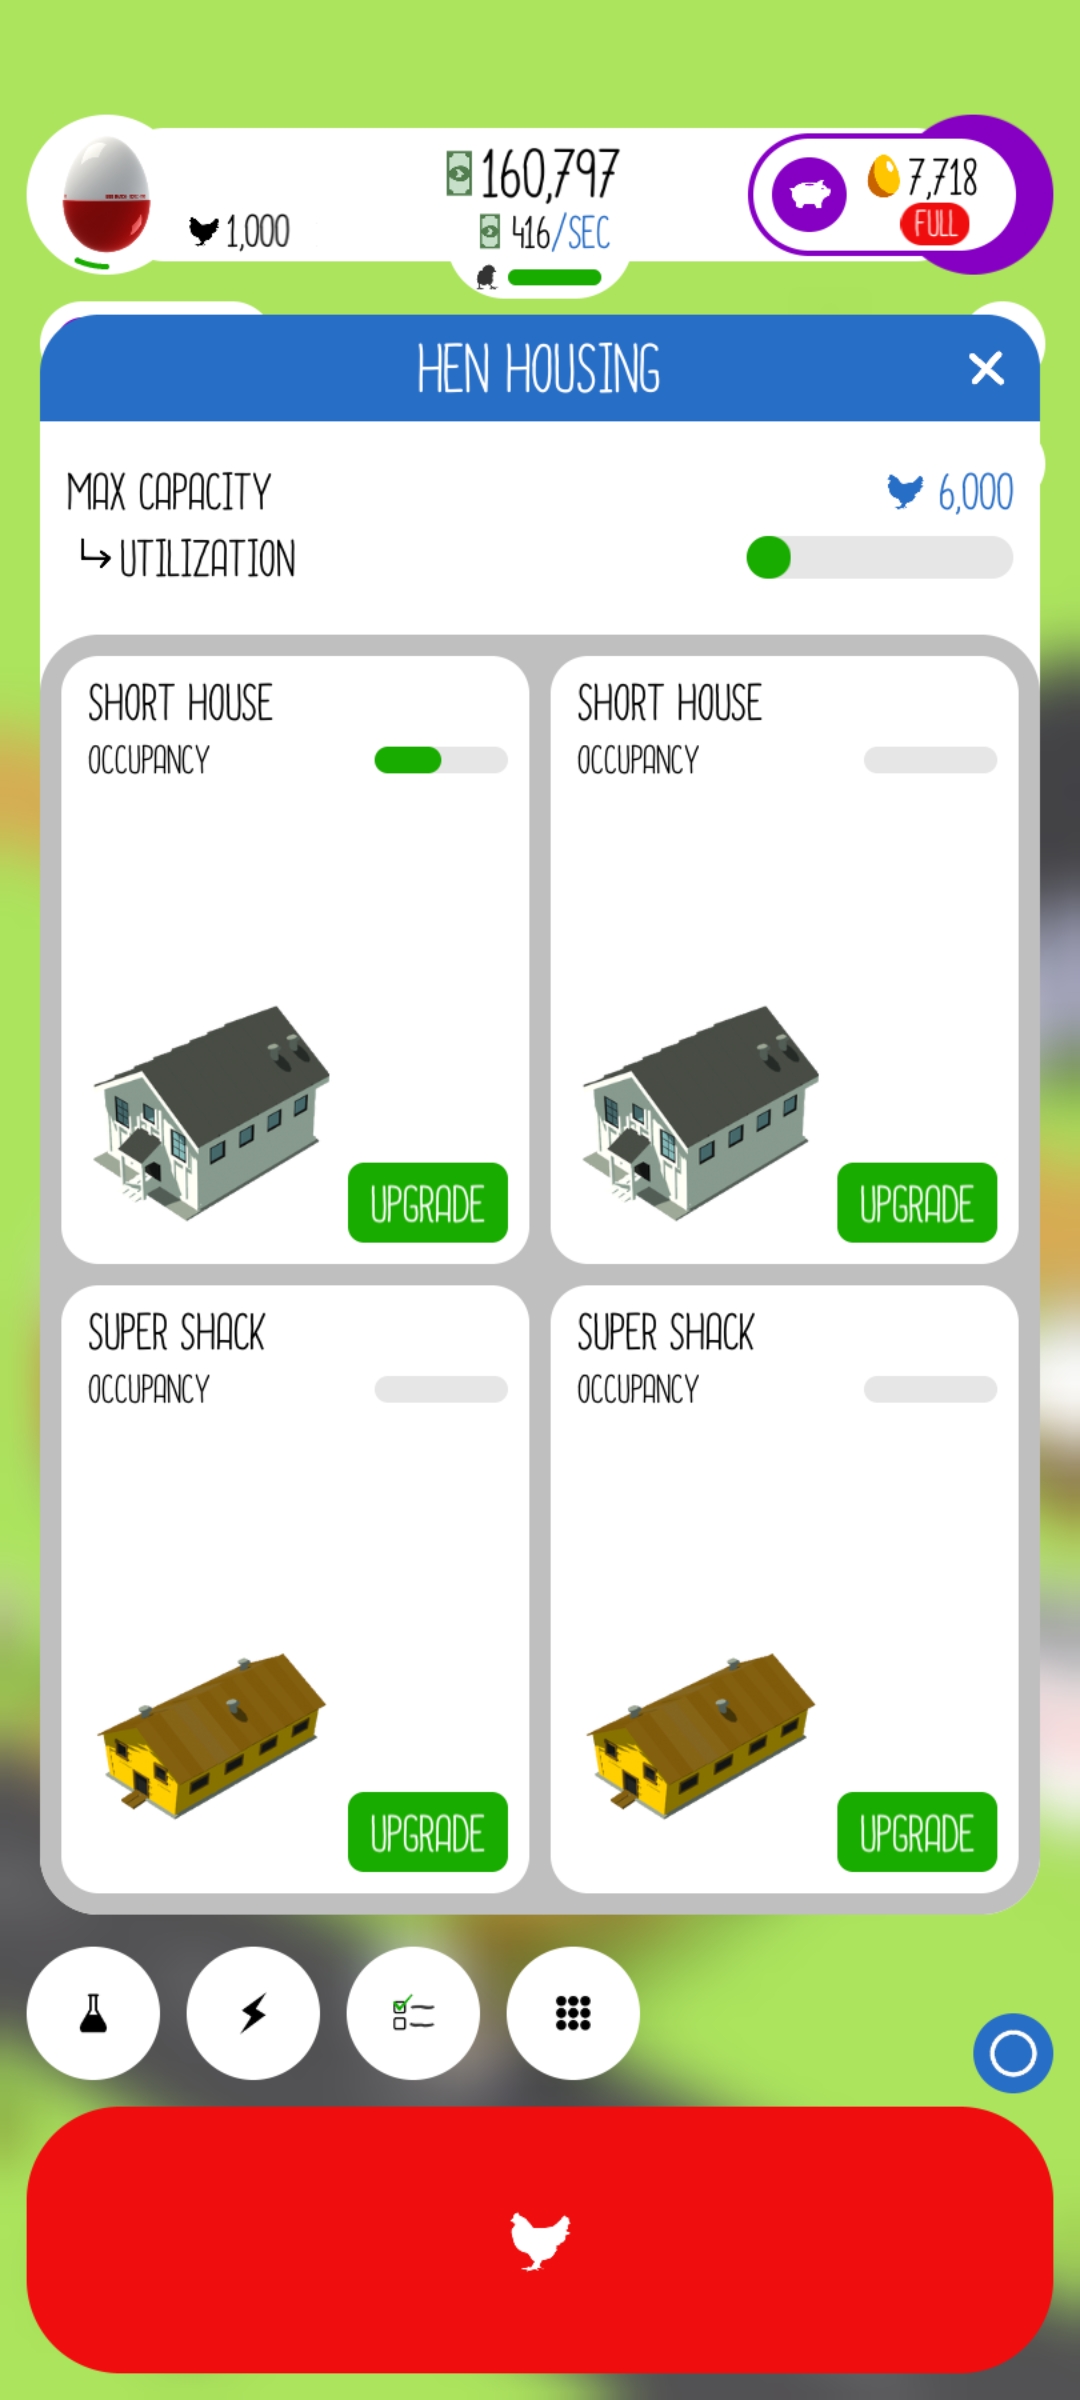 160,797
1,000
416/SEC
7,718
FULL
HEN HOUSING
MAX CAPACITY
6,000
UTILIZATION
SHORT HOUSE
OCCUPANCY
UPGRADE
SHORT HOUSE
OCCUPANCY
UPGRADE
SUPER SHACK
OCCUPANCY
UPGRADE
SUPER SHACK
OCCUPANCY
UPGRADE